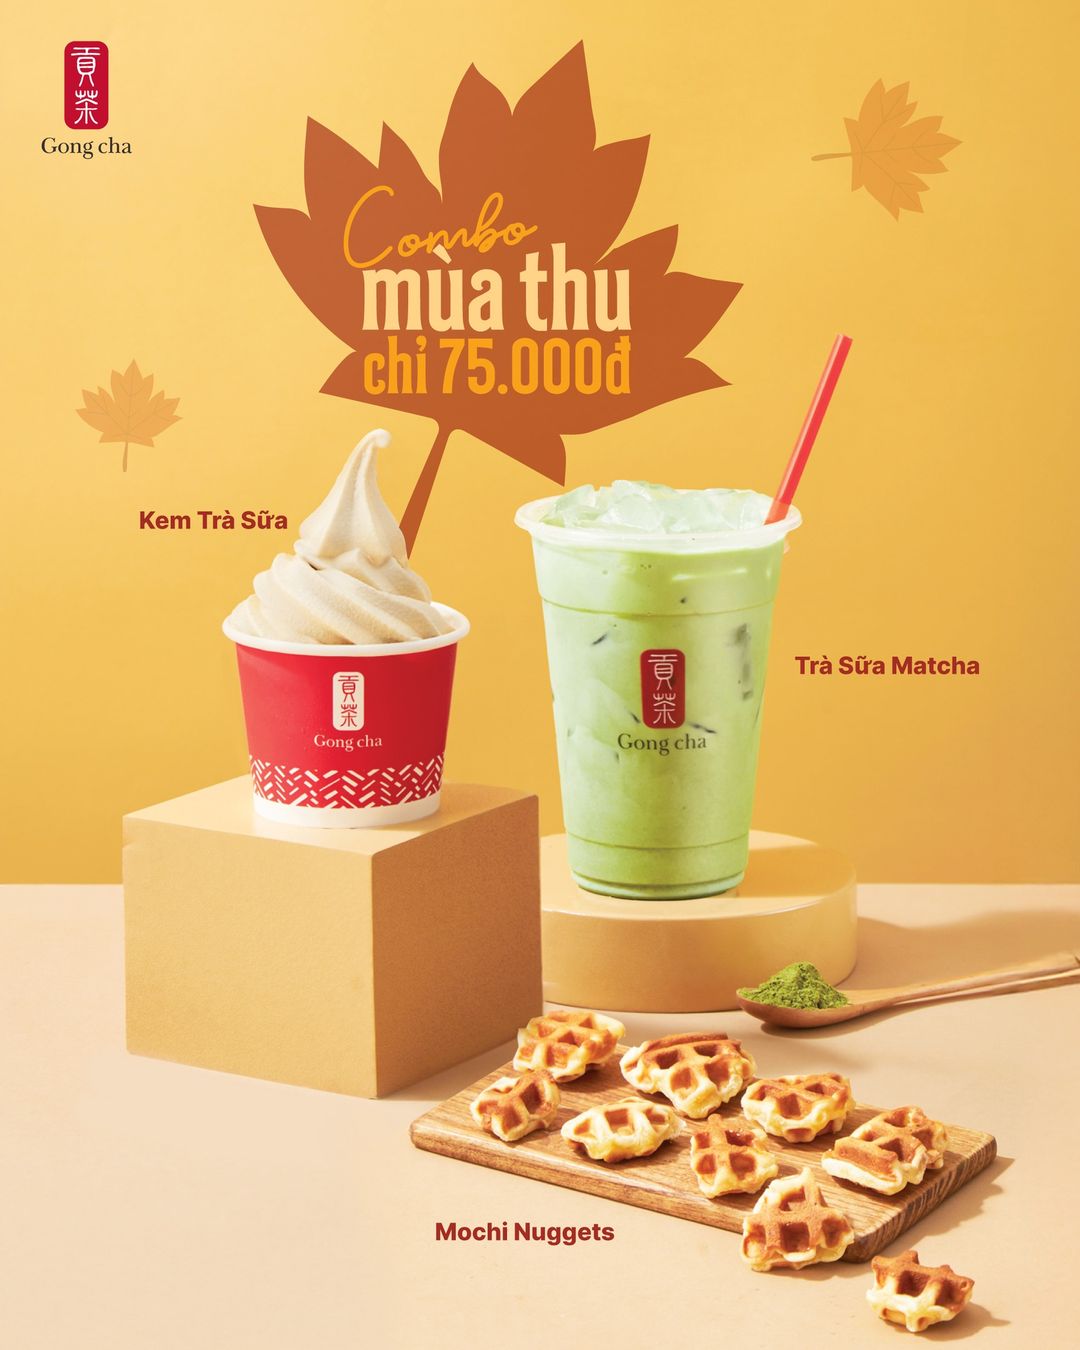 貢茶
Gong cha
Combo
mùa thu
chỉ 75.000đ
Kem Trà Sữa
貢茶
Gong cha
貢茶
Gong cha
Trà Sữa Matcha
Mochi Nuggets